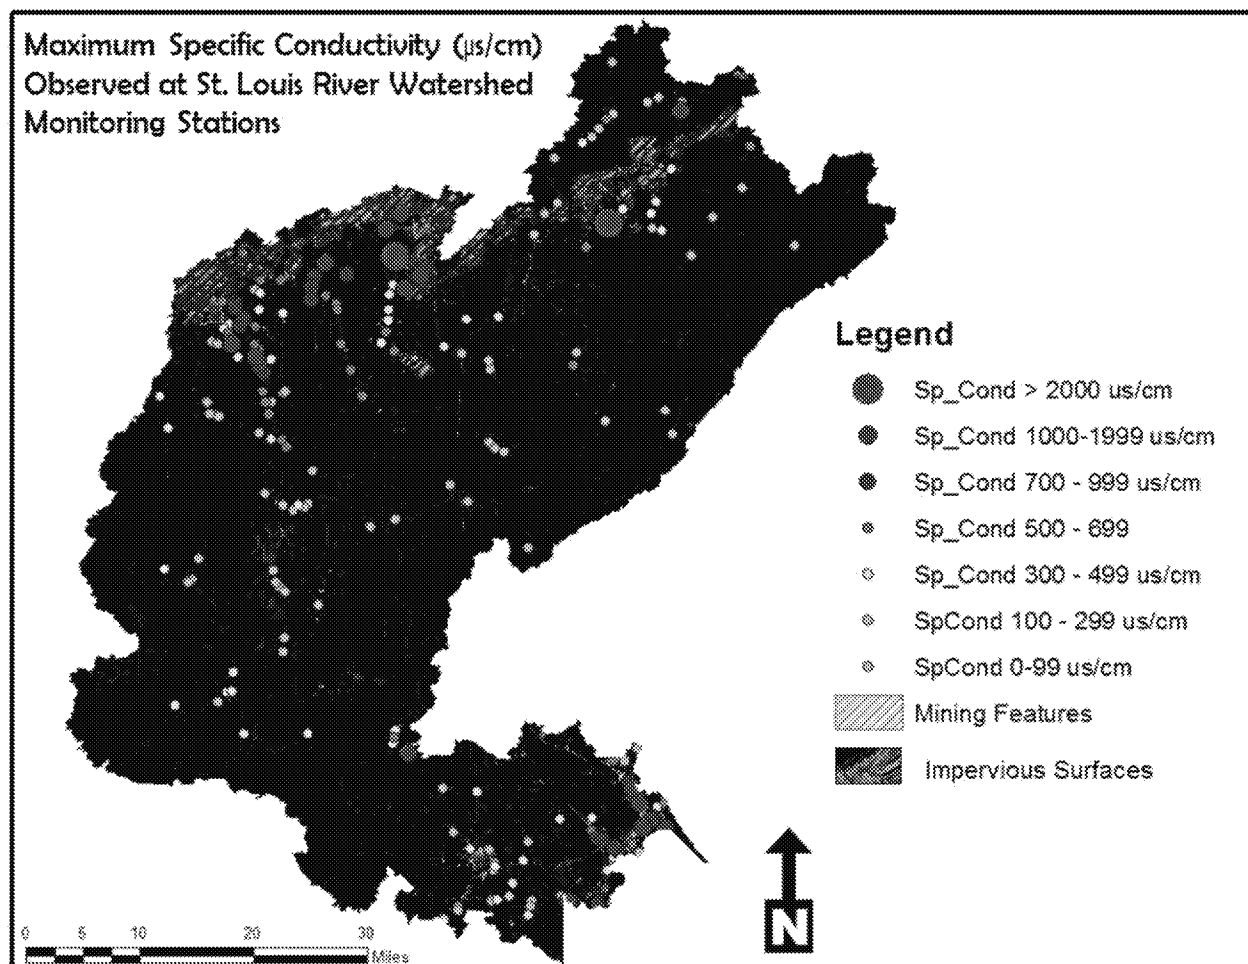 Maximum Specific Conductivity (µs/cm)
Observed at St. Louis River Watershed
Monitoring Stations
Legend
Sp_Cond > 2000 us/cm
Sp_Cond 1000-1999 us/cm
Sp_Cond 700 - 999 us/cm
Sp_Cond 500 - 699
Sp_Cond 300 - 499 us/cm
SpCond 100 - 299 us/cm
SpCond 0-99 us/cm
Mining Features
Impervious Surfaces
N
0 5 10 20 30
Miles